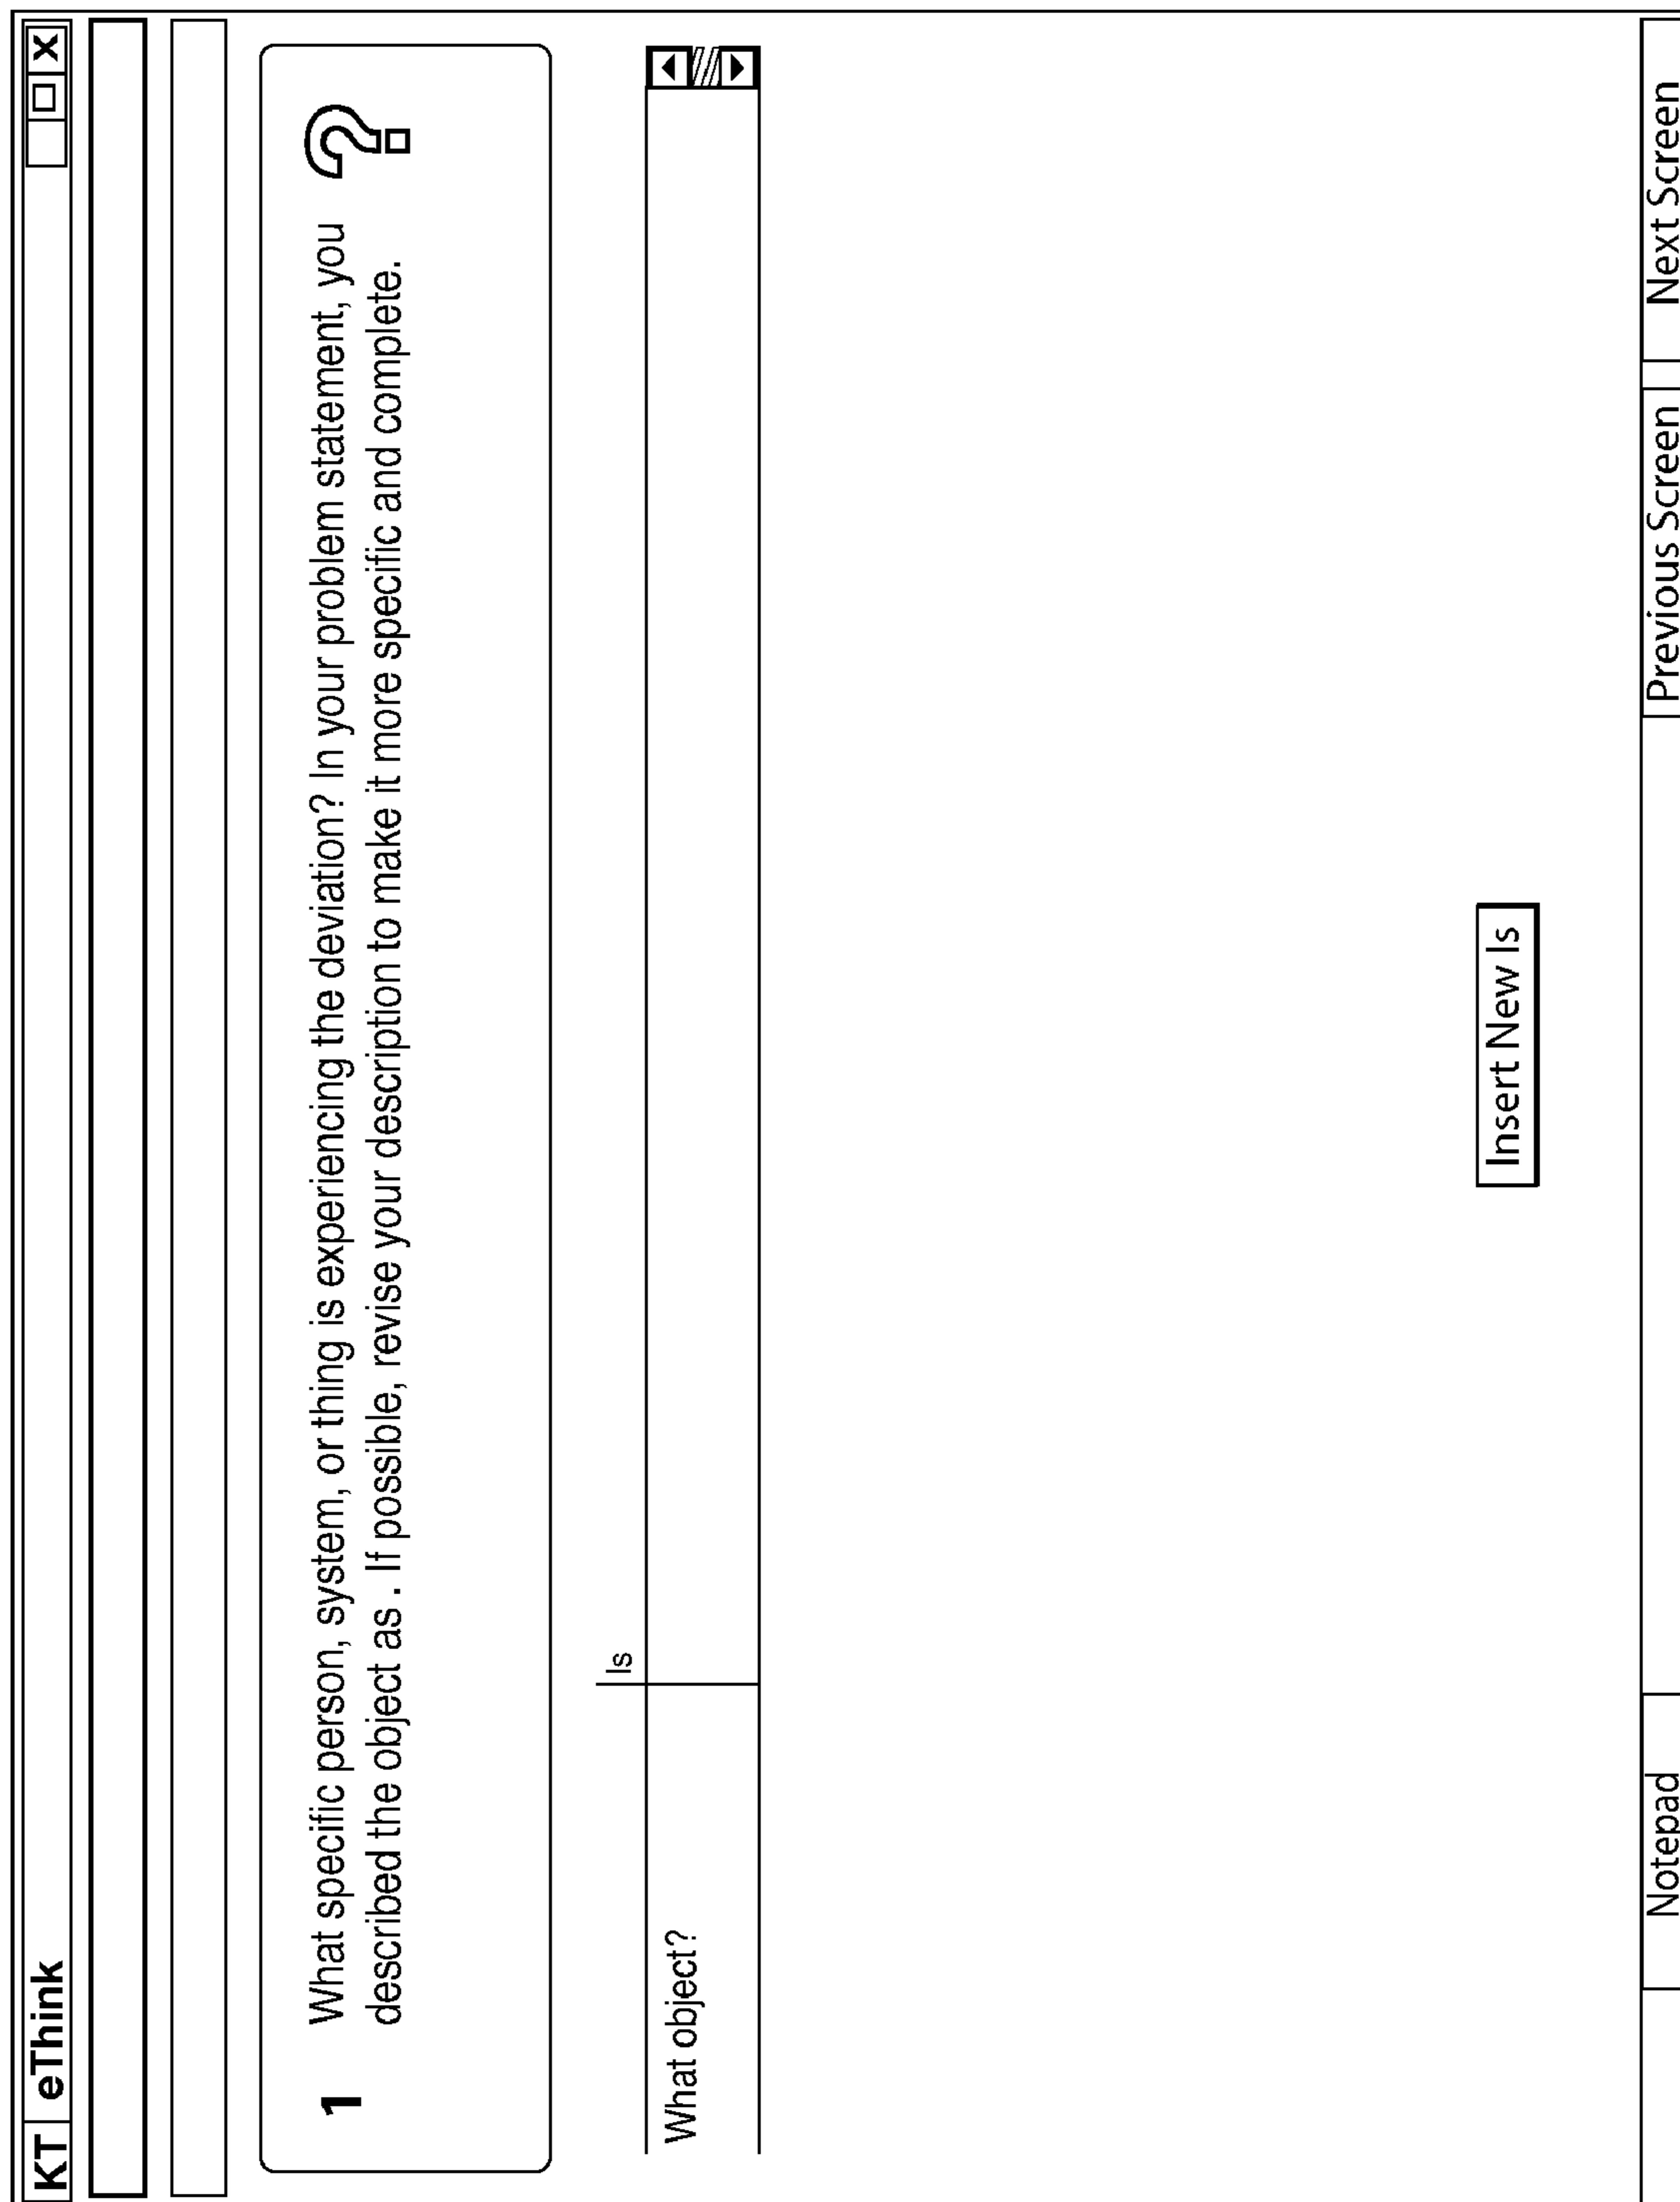 KT eThink X
1 What specific person, system, or thing is experiencing the deviation? In your problem statement, you ?
described the object as . If possible, revise your description to make it more specific and complete.
Is
What object?
Insert New Is
Notepad Previous Screen Next Screen